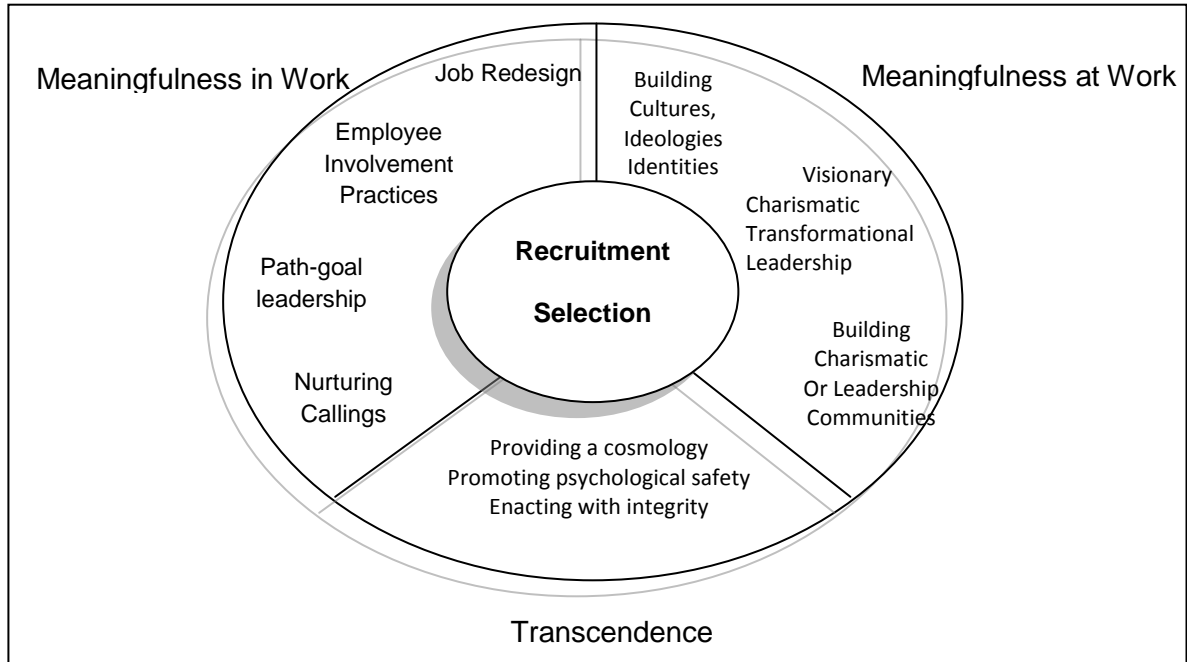 Meaningfulness in Work
Job Redesign
Employee
Involvement
Practices
Path-goal
leadership
Nurturing
Callings
Meaningfulness at Work
Building
Cultures,
Ideologies
Identities
Visionary
Charismatic
Transformational
Leadership
Building
Charismatic
Or Leadership
Communities
Recruitment
Selection
Providing a cosmology
Promoting psychological safety
Enacting with integrity
Transcendence